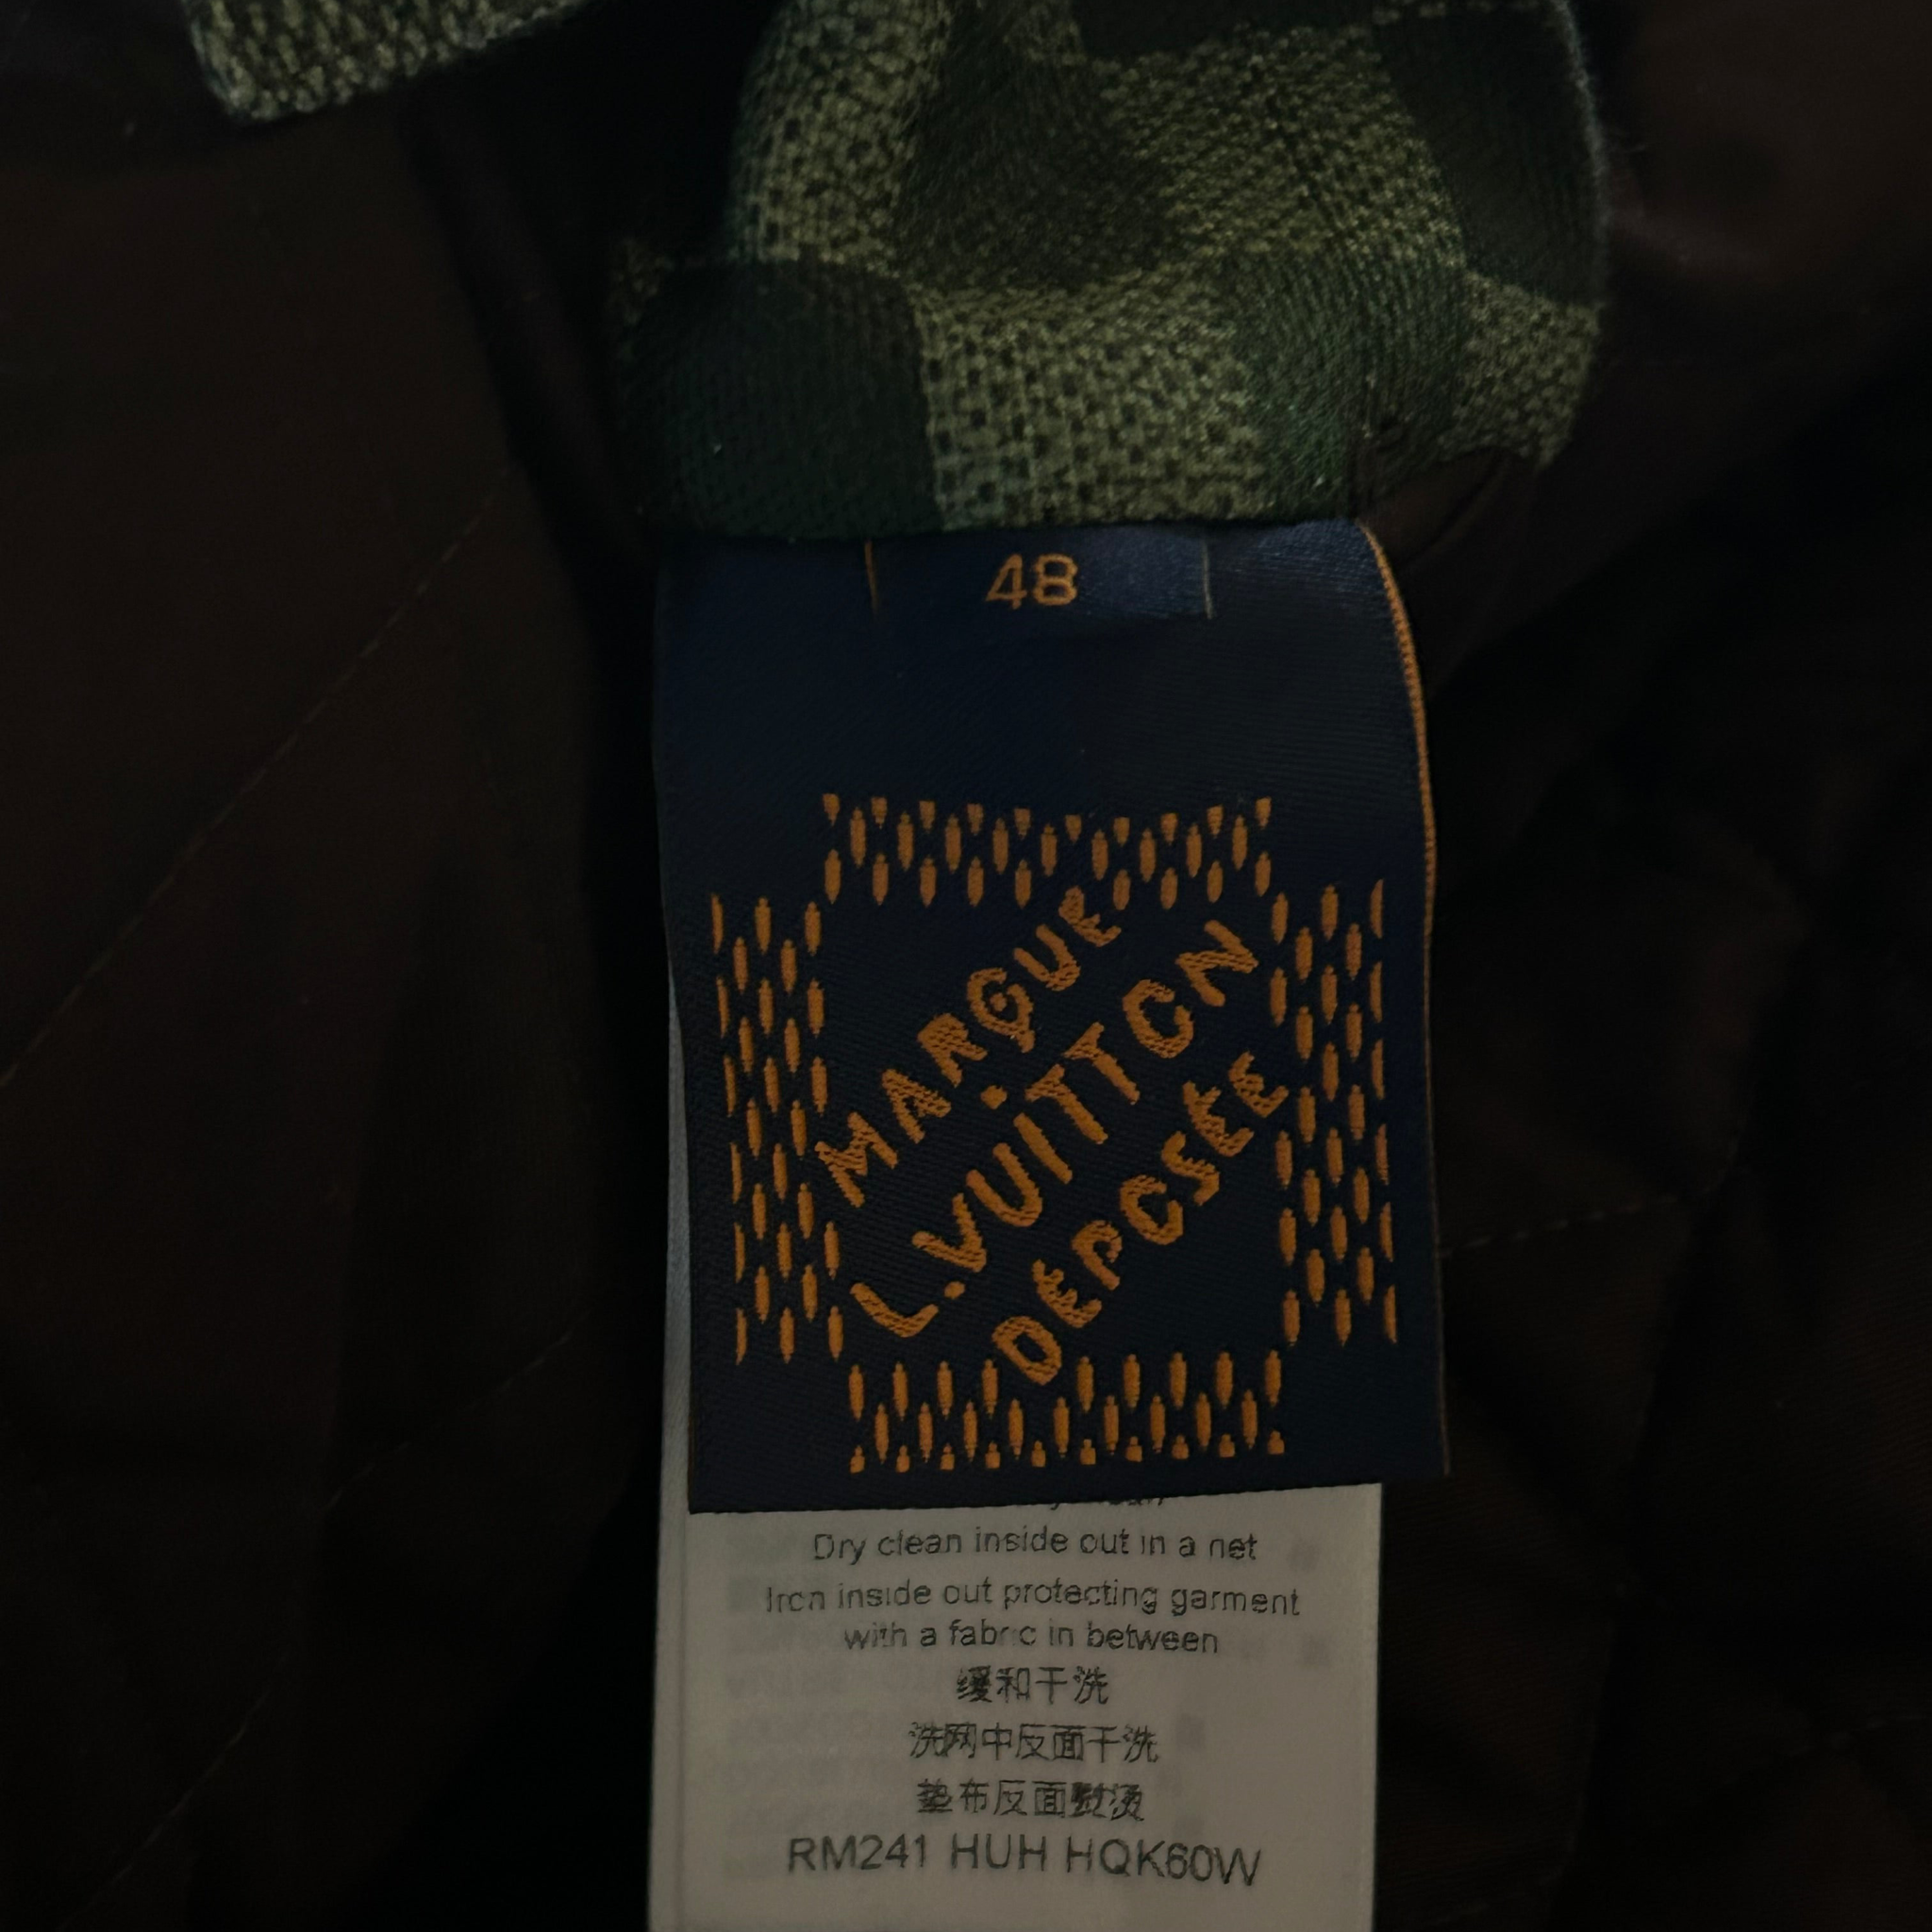 48
MARQUE
L.VUITTON
DEPOSÉE
Dry clean inside out in a net
Iron inside out protecting garment
with a fabric in between
缓和干洗
洗网中反面干洗
垫布反面熨烫
RM241 HUH HQK60W